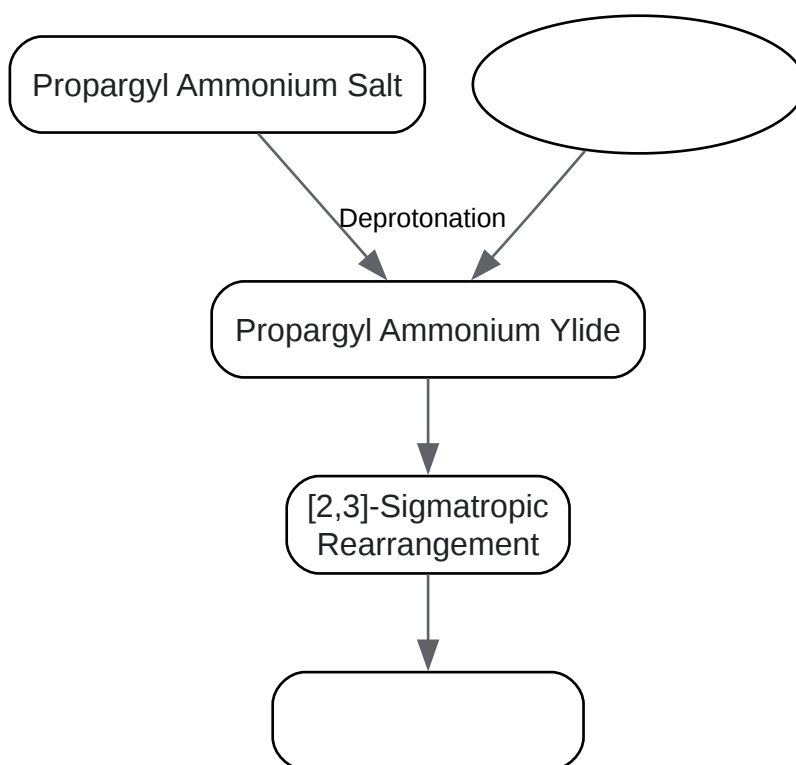 Propargyl Ammonium Salt
Deprotonation
Propargyl Ammonium Ylide
[2,3]-Sigmatropic
Rearrangement